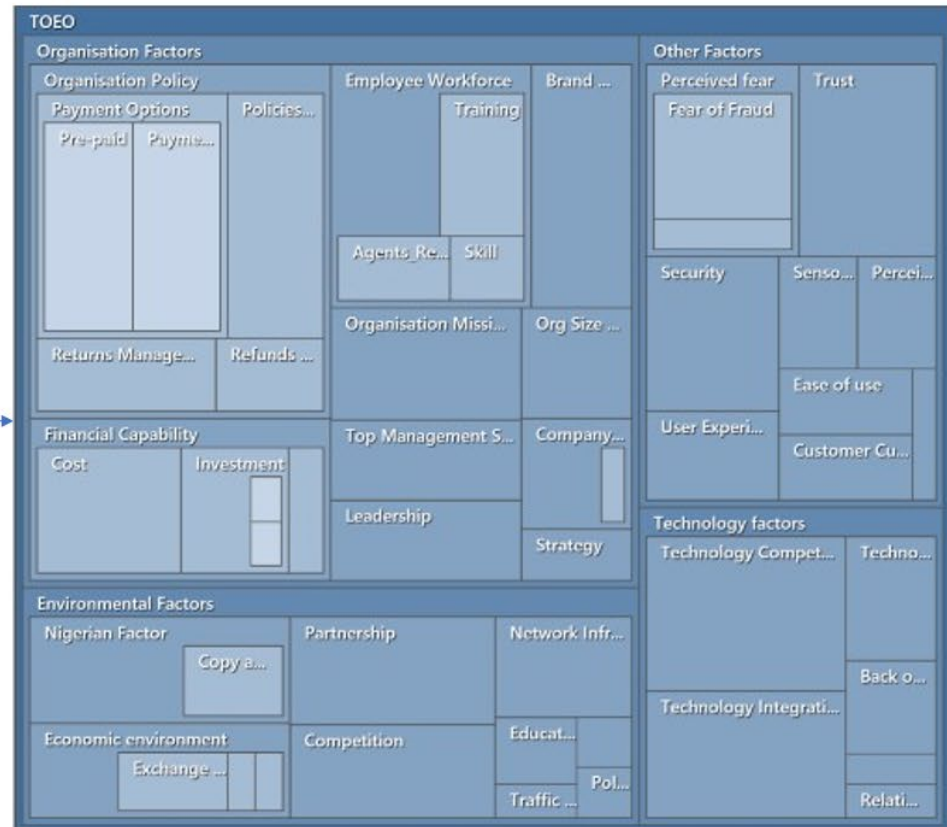 TOEO
Organisation Factors
Organisation Policy
Payment Options
Pre-paid
Payme...
Policies...
Returns Manage...
Refunds ...
Employee Workforce
Training
Agents_Re...
Skill
Brand ...
Organisation Missi...
Org Size ...
Financial Capability
Cost
Investment
Top Management S...
Company...
Leadership
Strategy
Other Factors
Perceived fear
Fear of Fraud
Trust
Security
Senso...
Percei...
Ease of use
User Experi...
Customer Cu...
Technology factors
Technology Compet...
Techno...
Back o...
Technology Integrati...
Relati...
Environmental Factors
Nigerian Factor
Copy a...
Partnership
Network Infr...
Economic environment
Exchange ...
Competition
Educat...
Traffic ...
Pol...